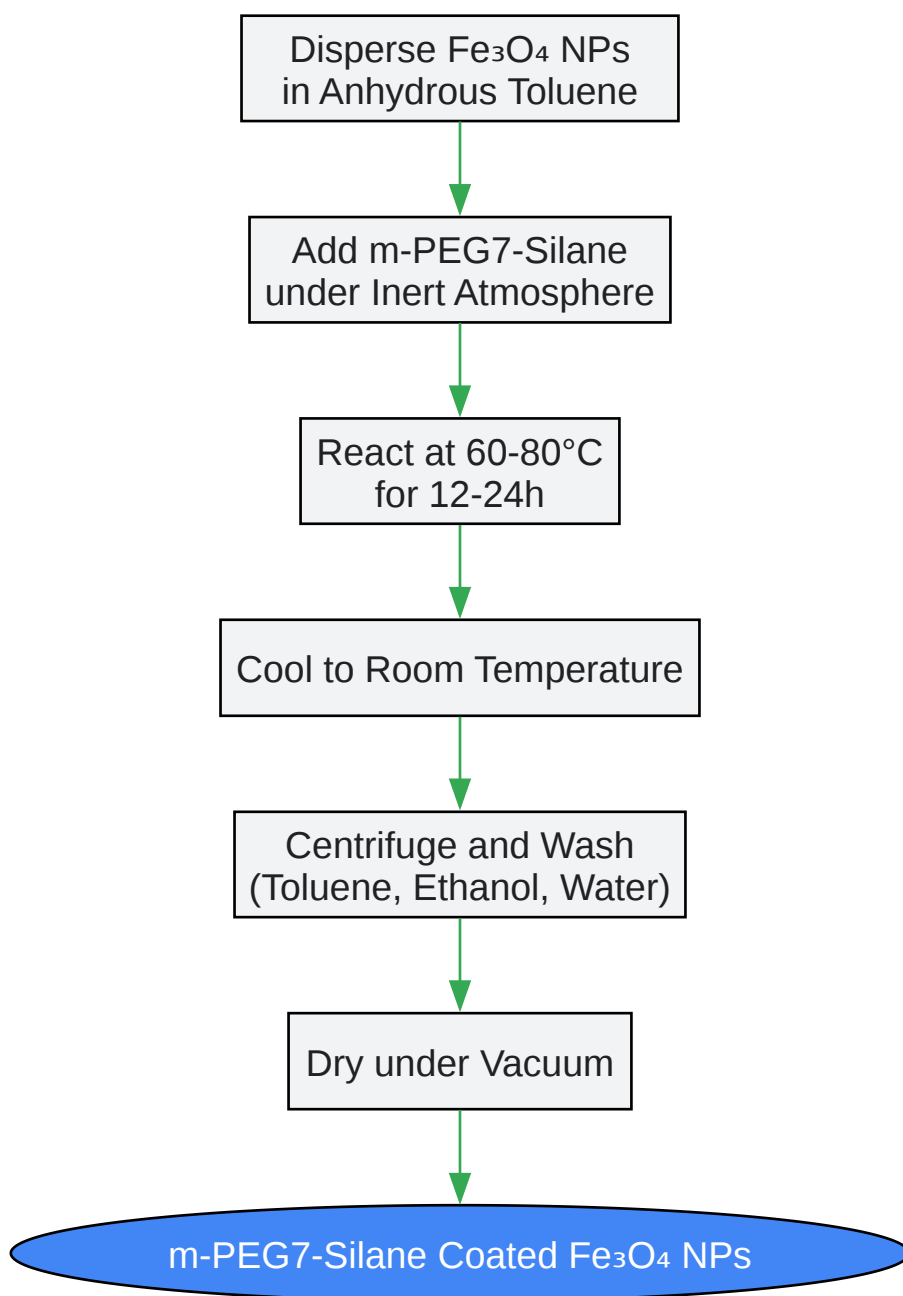 Disperse Fe₃O₄ NPs
in Anhydrous Toluene
Add m-PEG7-Silane
under Inert Atmosphere
React at 60-80°C
for 12-24h
Cool to Room Temperature
Centrifuge and Wash
(Toluene, Ethanol, Water)
Dry under Vacuum
m-PEG7-Silane Coated Fe₃O₄ NPs